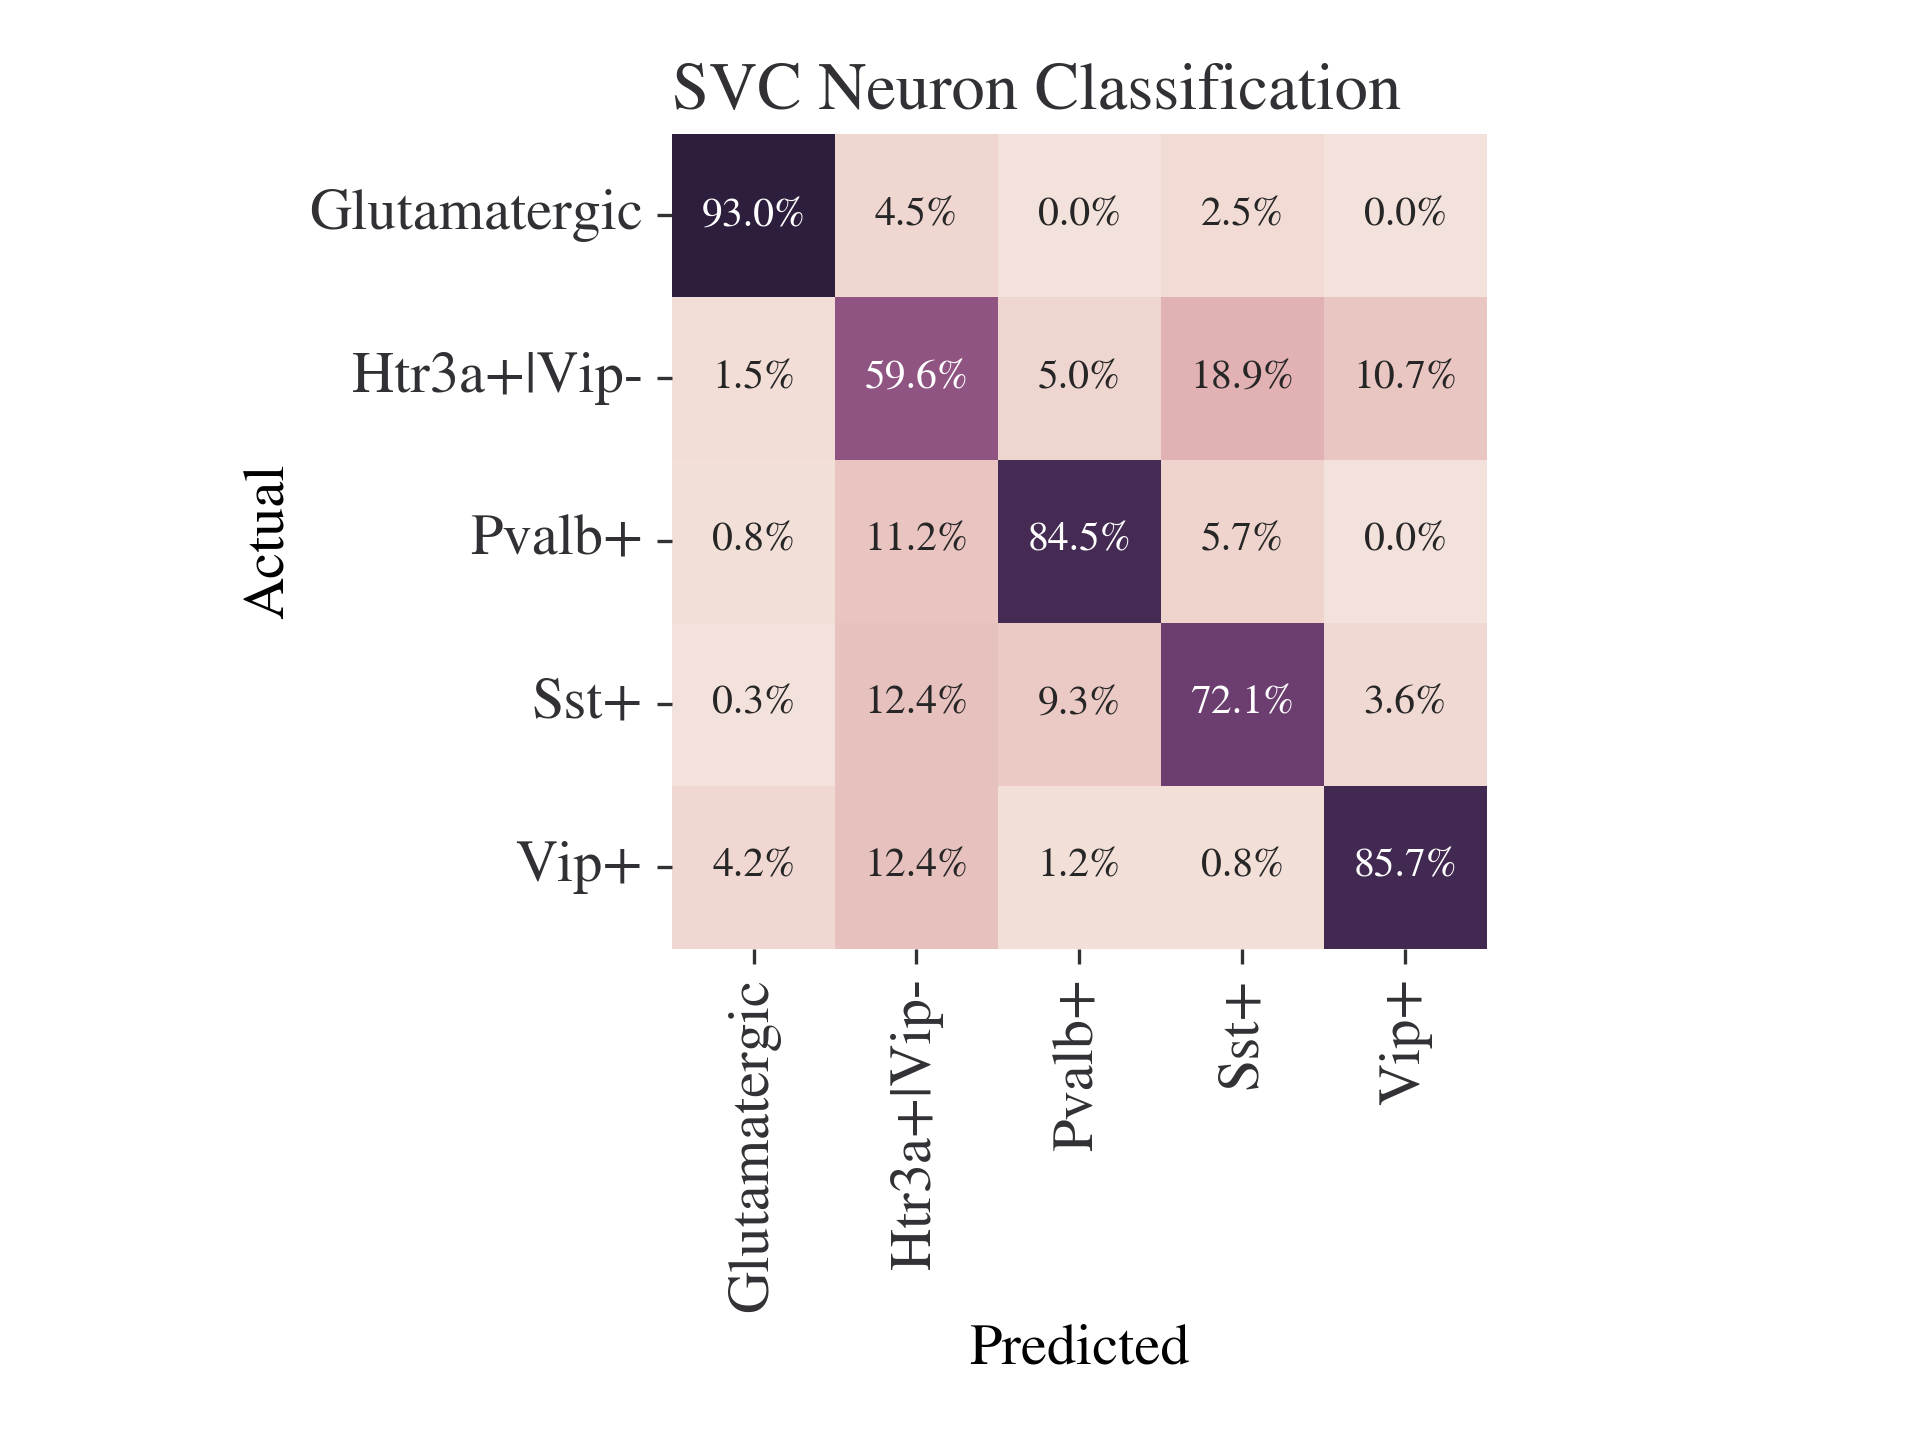 SVC Neuron Classification
Glutamatergic 93.0% 4.5% 0.0% 2.5% 0.0%
Htr3a+|Vip- 1.5% 59.6% 5.0% 18.9% 10.7%
Actual
Pvalb+ 0.8% 11.2% 84.5% 5.7% 0.0%
Sst+ 0.3% 12.4% 9.3% 72.1% 3.6%
Vip+ 4.2% 12.4% 1.2% 0.8% 85.7%
Glutamatergic
Htr3a+|Vip-
Pvalb+
Sst+
Vip+
Predicted